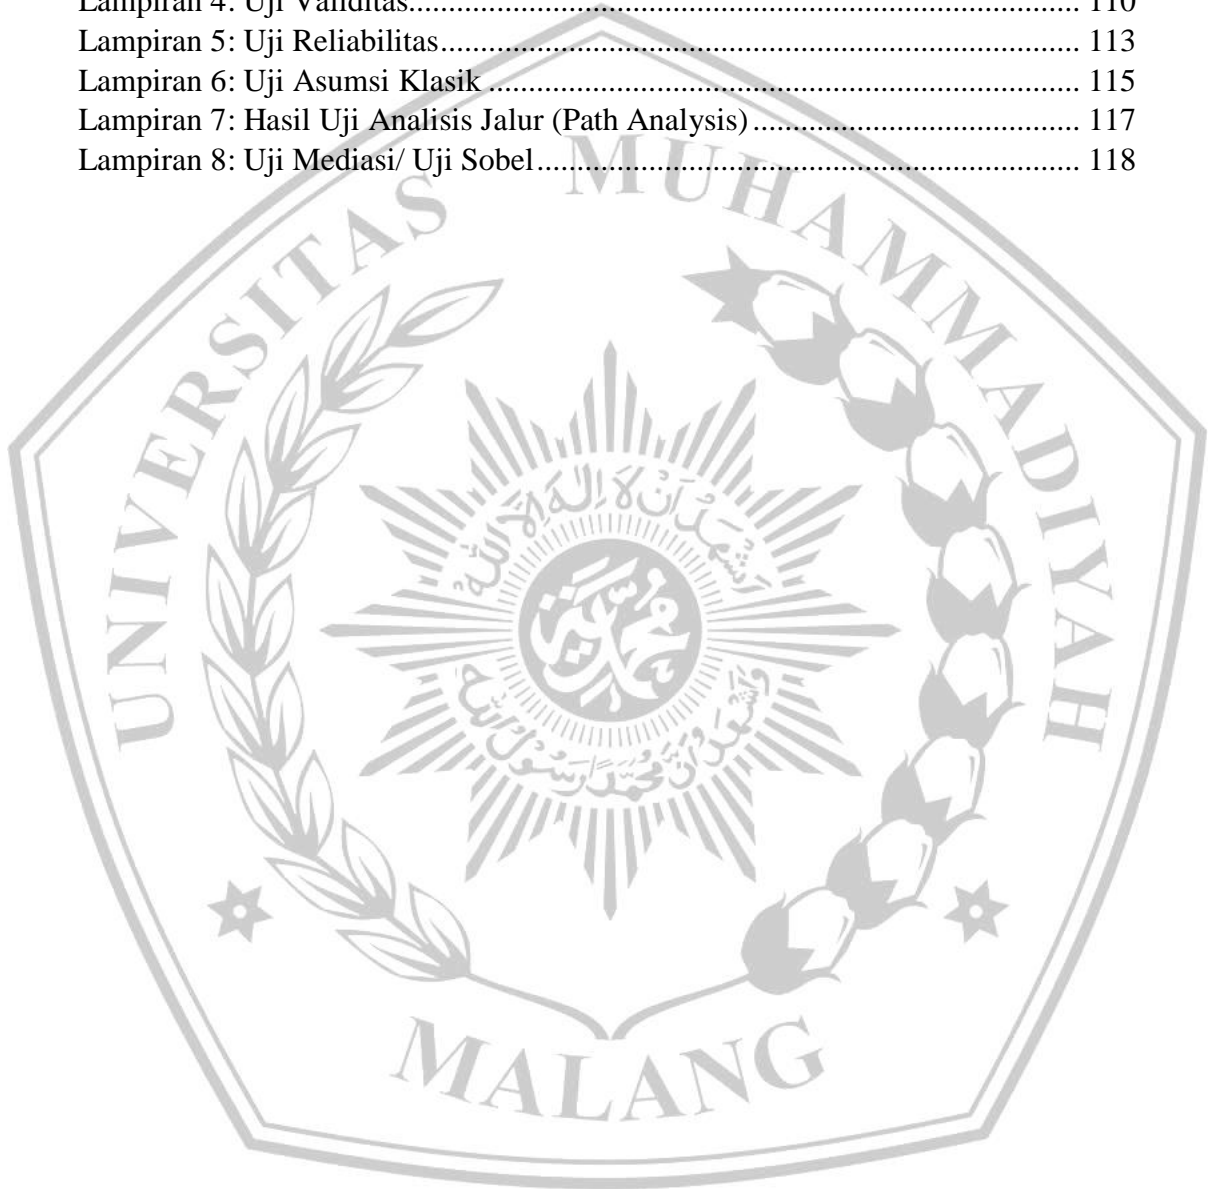 Lampiran 4: Uji Validitas.................................................................................... 110
Lampiran 5: Uji Reliabilitas................................................................................ 113
Lampiran 6: Uji Asumsi Klasik .......................................................................... 115
Lampiran 7: Hasil Uji Analisis Jalur (Path Analysis) ......................................... 117
Lampiran 8: Uji Mediasi/ Uji Sobel.................................................................... 118
UNIVERSITAS MUHAMMADIYAH
MALANG